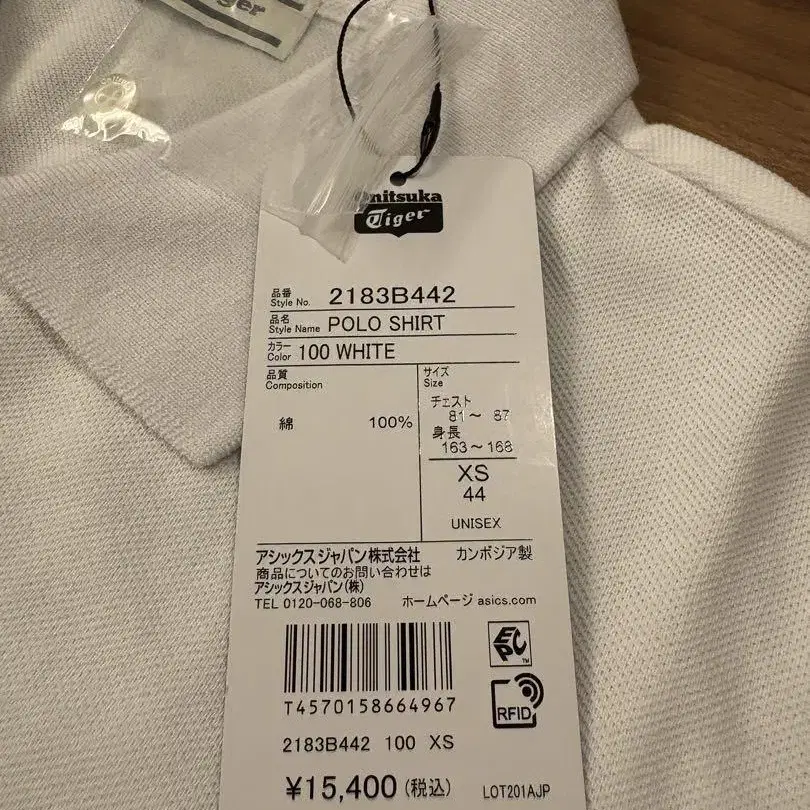 Onitsuka
Tiger
品番
Style No. 2183B442
品名
Style Name POLO SHIRT
カラー
Color 100 WHITE
品質
Composition
綿 100%
サイズ
Size
チェスト
81～ 87
身長
163～168
XS
44
UNISEX
アシックスジャパン株式会社 カンボジア製
商品についてのお問い合わせは
アシックスジャパン(株)
TEL 0120-068-806 ホームページ asics.com
EPC
TM
RFID
T4570158664967
2183B442 100 XS
¥15,400(税込) LOT201AJP